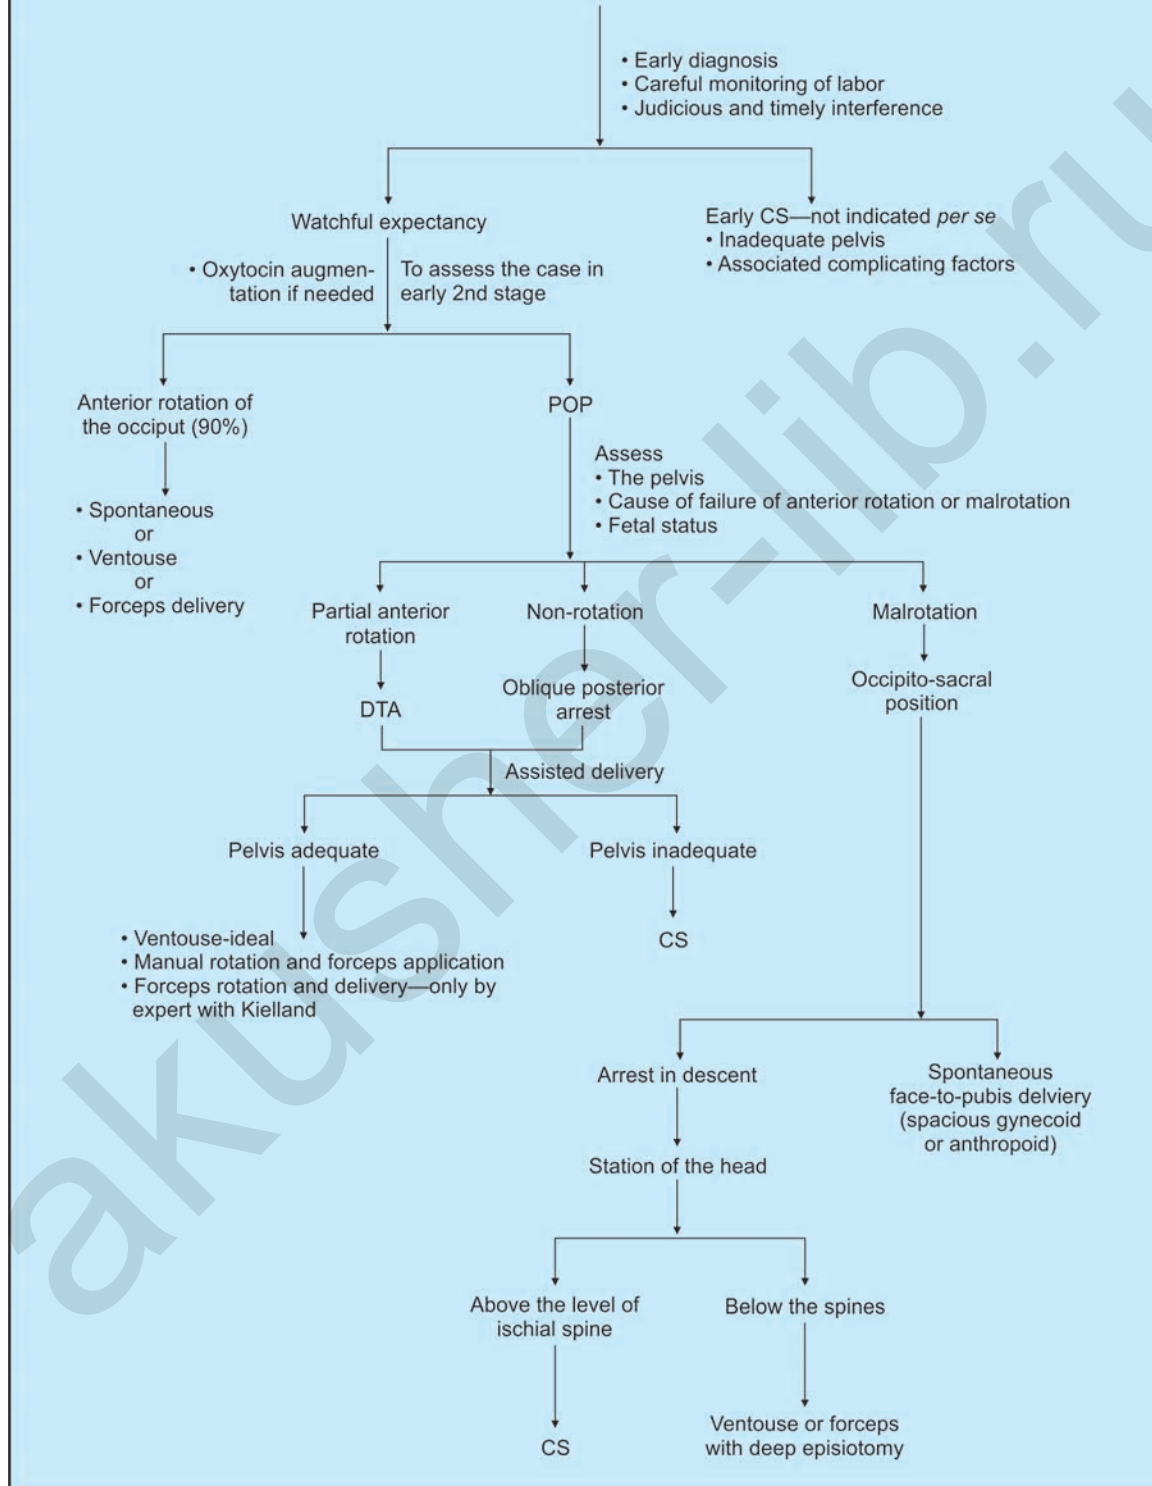 • Early diagnosis
• Careful monitoring of labor
• Judicious and timely interference
Watchful expectancy
Early CS—not indicated per se
• Inadequate pelvis
• Associated complicating factors
• Oxytocin augmen-
tation if needed
To assess the case in
early 2nd stage
Anterior rotation of
the occiput (90%)
POP
• Spontaneous
or
• Ventouse
or
• Forceps delivery
Assess
• The pelvis
• Cause of failure of anterior rotation or malrotation
• Fetal status
Partial anterior
rotation
Non-rotation
Malrotation
DTA
Oblique posterior
arrest
Occipito-sacral
position
Assisted delivery
Pelvis adequate
Pelvis inadequate
• Ventouse-ideal
• Manual rotation and forceps application
• Forceps rotation and delivery—only by
expert with Kielland
CS
Arrest in descent
Spontaneous
face-to-pubis delviery
(spacious gynecoid
or anthropoid)
Station of the head
Above the level of
ischial spine
Below the spines
CS
Ventouse or forceps
with deep episiotomy
akusher-lib.ru